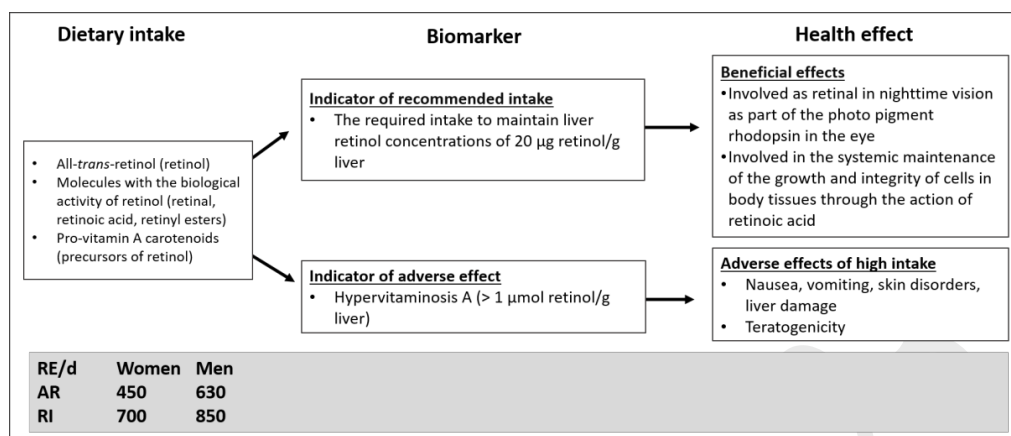 Dietary intake
Biomarker
Health effect
• All-trans-retinol (retinol)
• Molecules with the biological
activity of retinol (retinal,
retinoic acid, retinyl esters)
• Pro-vitamin A carotenoids
(precursors of retinol)
Indicator of recommended intake
• The required intake to maintain liver
retinol concentrations of 20 µg retinol/g
liver
Indicator of adverse effect
• Hypervitaminosis A (> 1 µmol retinol/g
liver)
Beneficial effects
•Involved as retinal in nighttime vision
as part of the photo pigment
rhodopsin in the eye
•Involved in the systemic maintenance
of the growth and integrity of cells in
body tissues through the action of
retinoic acid
Adverse effects of high intake
• Nausea, vomiting, skin disorders,
liver damage
• Teratogenicity
RE/d Women Men
AR 450 630
RI 700 850